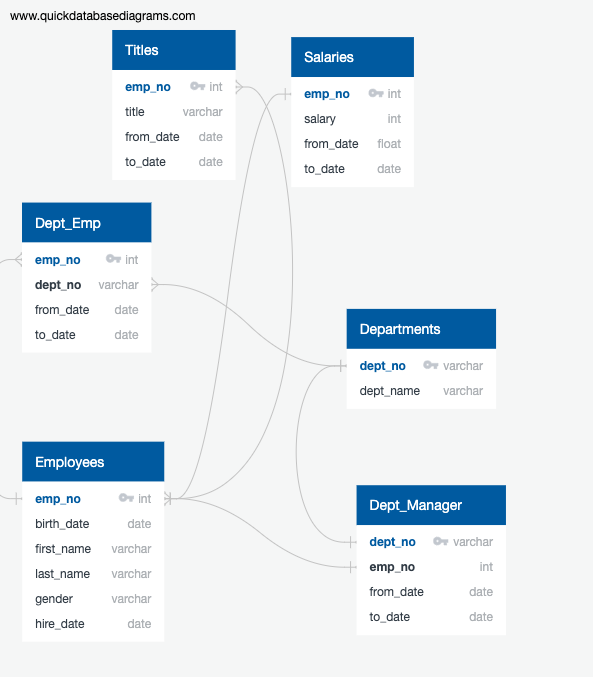 www.quickdatabasediagrams.com
Titles
emp_no int
title varchar
from_date date
to_date date
Salaries
emp_no int
salary int
from_date float
to_date date
Dept_Emp
emp_no int
dept_no varchar
from_date date
to_date date
Departments
dept_no varchar
dept_name varchar
Employees
emp_no int
birth_date date
first_name varchar
last_name varchar
gender varchar
hire_date date
Dept_Manager
dept_no varchar
emp_no int
from_date date
to_date date